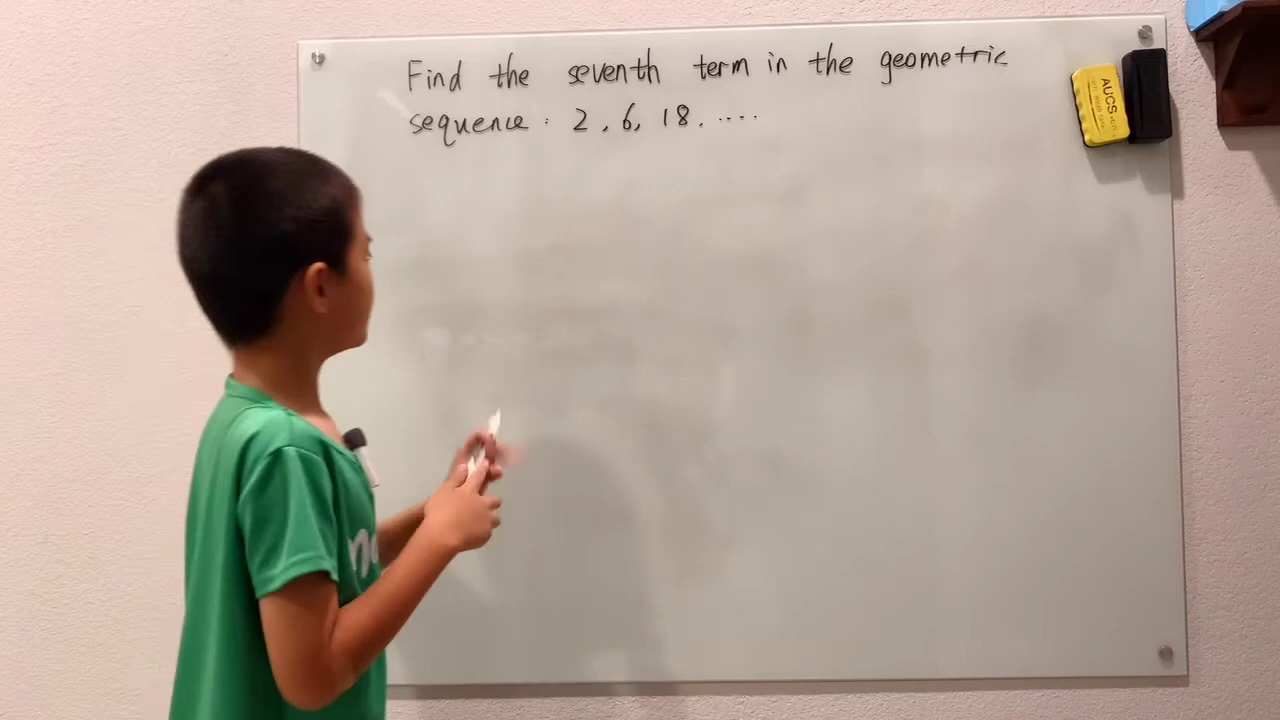 Find the seventh term in the geometric
sequence : 2, 6, 18, ....
AUCS